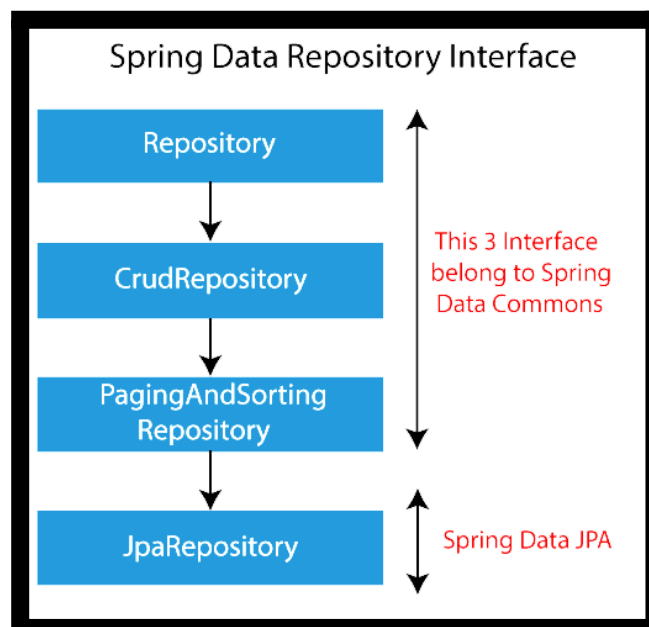 Spring Data Repository Interface
Repository
CrudRepository
PagingAndSorting
Repository
JpaRepository
This 3 Interface
belong to Spring
Data Commons
Spring Data JPA